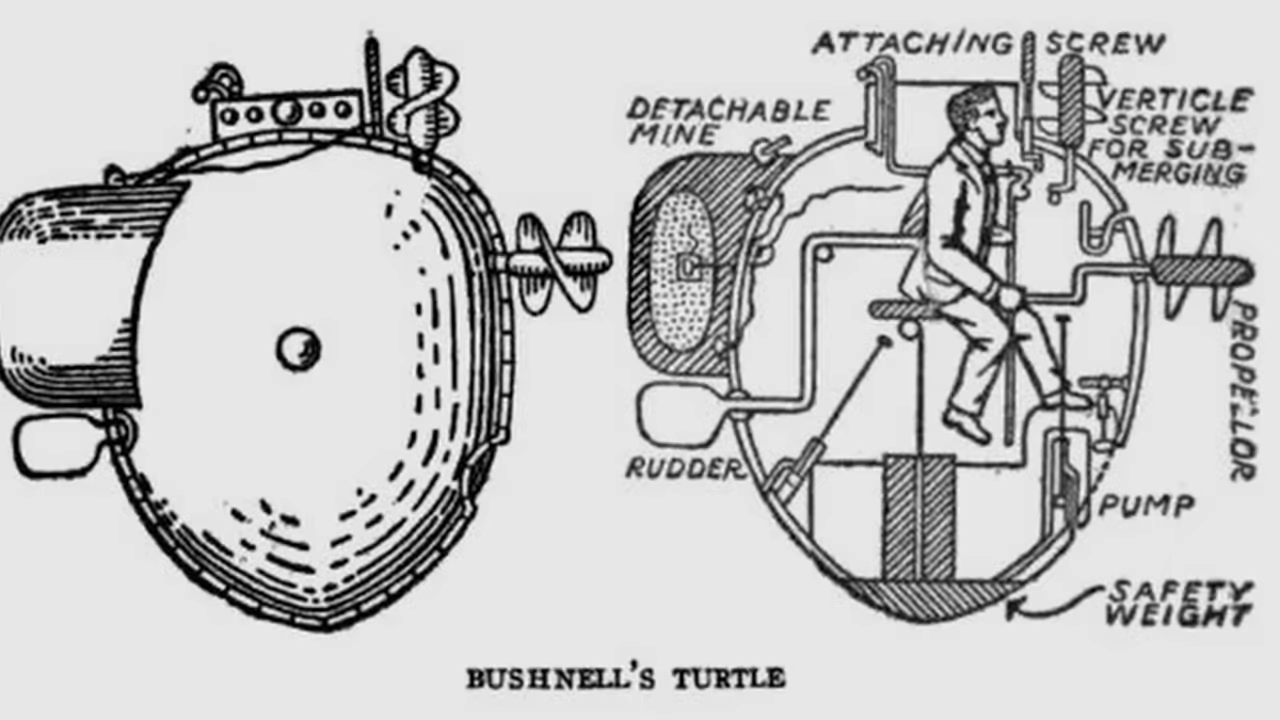 ATTACHING SCREW
DETACHABLE
MINE
VERTICLE
SCREW
FOR SUB-
MERGING
PROPELLOR
RUDDER
PUMP
SAFETY
WEIGHT
BUSHNELL'S TURTLE